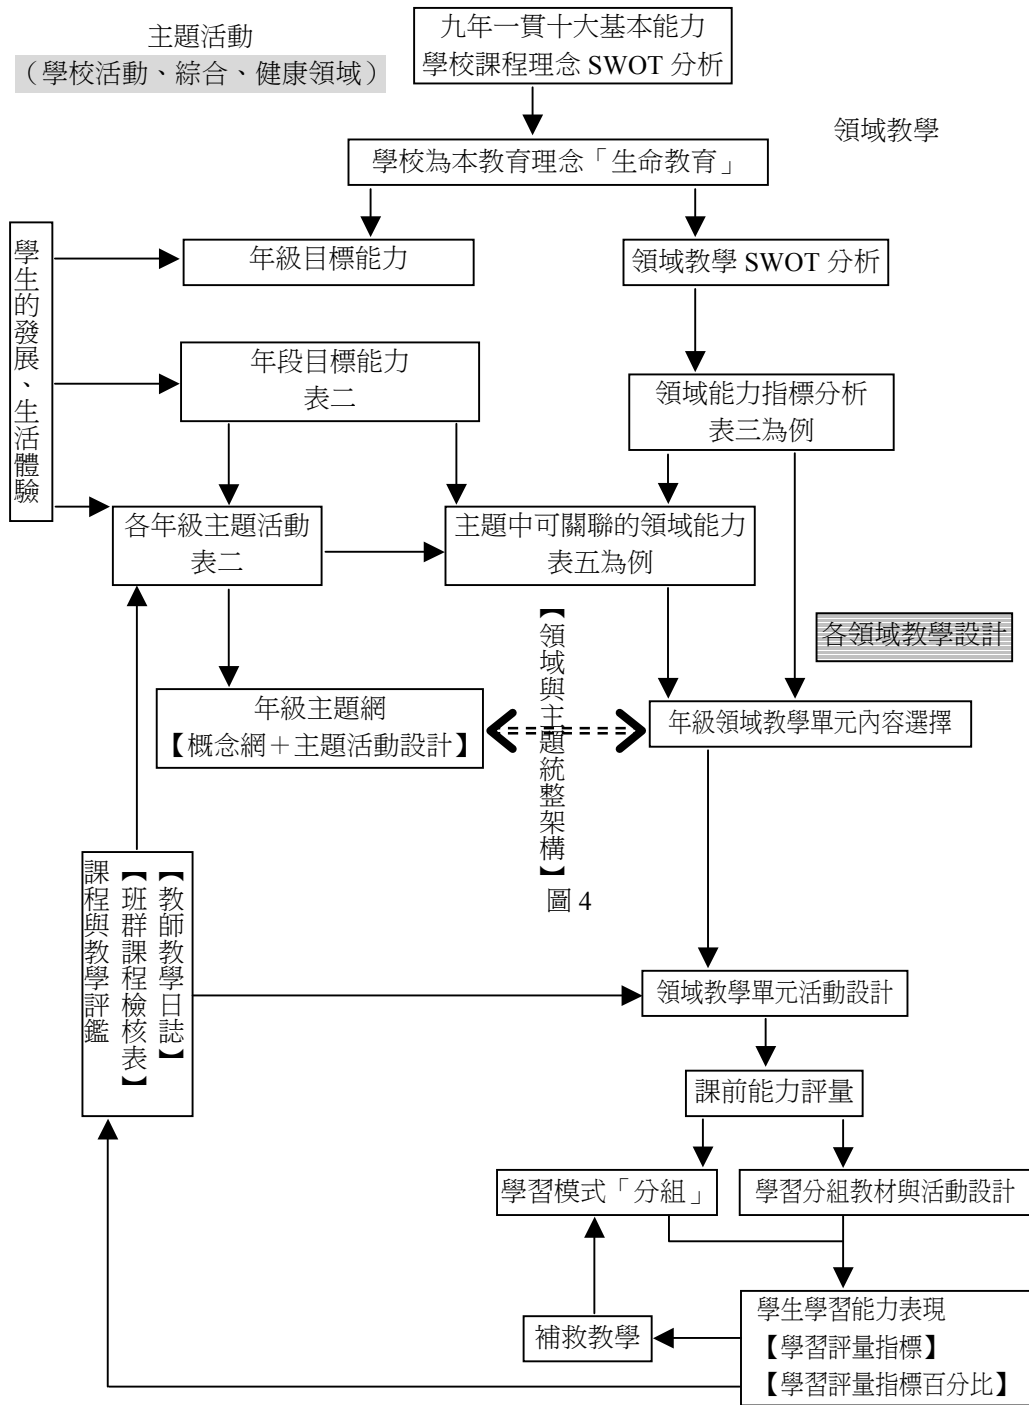 主題活動
（學校活動、綜合、健康領域）
九年一貫十大基本能力
學校課程理念 SWOT 分析
領域教學
學校為本教育理念「生命教育」
學生的發展、生活體驗
年級目標能力
領域教學 SWOT 分析
年段目標能力
表二
領域能力指標分析
表三為例
各年級主題活動
表二
主題中可關聯的領域能力
表五為例
各領域教學設計
【領域與主題統整架構】
圖 4
年級主題網
【概念網＋主題活動設計】
年級領域教學單元內容選擇
【教師教學日誌】
【班群課程檢核表】
課程與教學評鑑
領域教學單元活動設計
課前能力評量
學習模式「分組」
學習分組教材與活動設計
補救教學
學生學習能力表現
【學習評量指標】
【學習評量指標百分比】